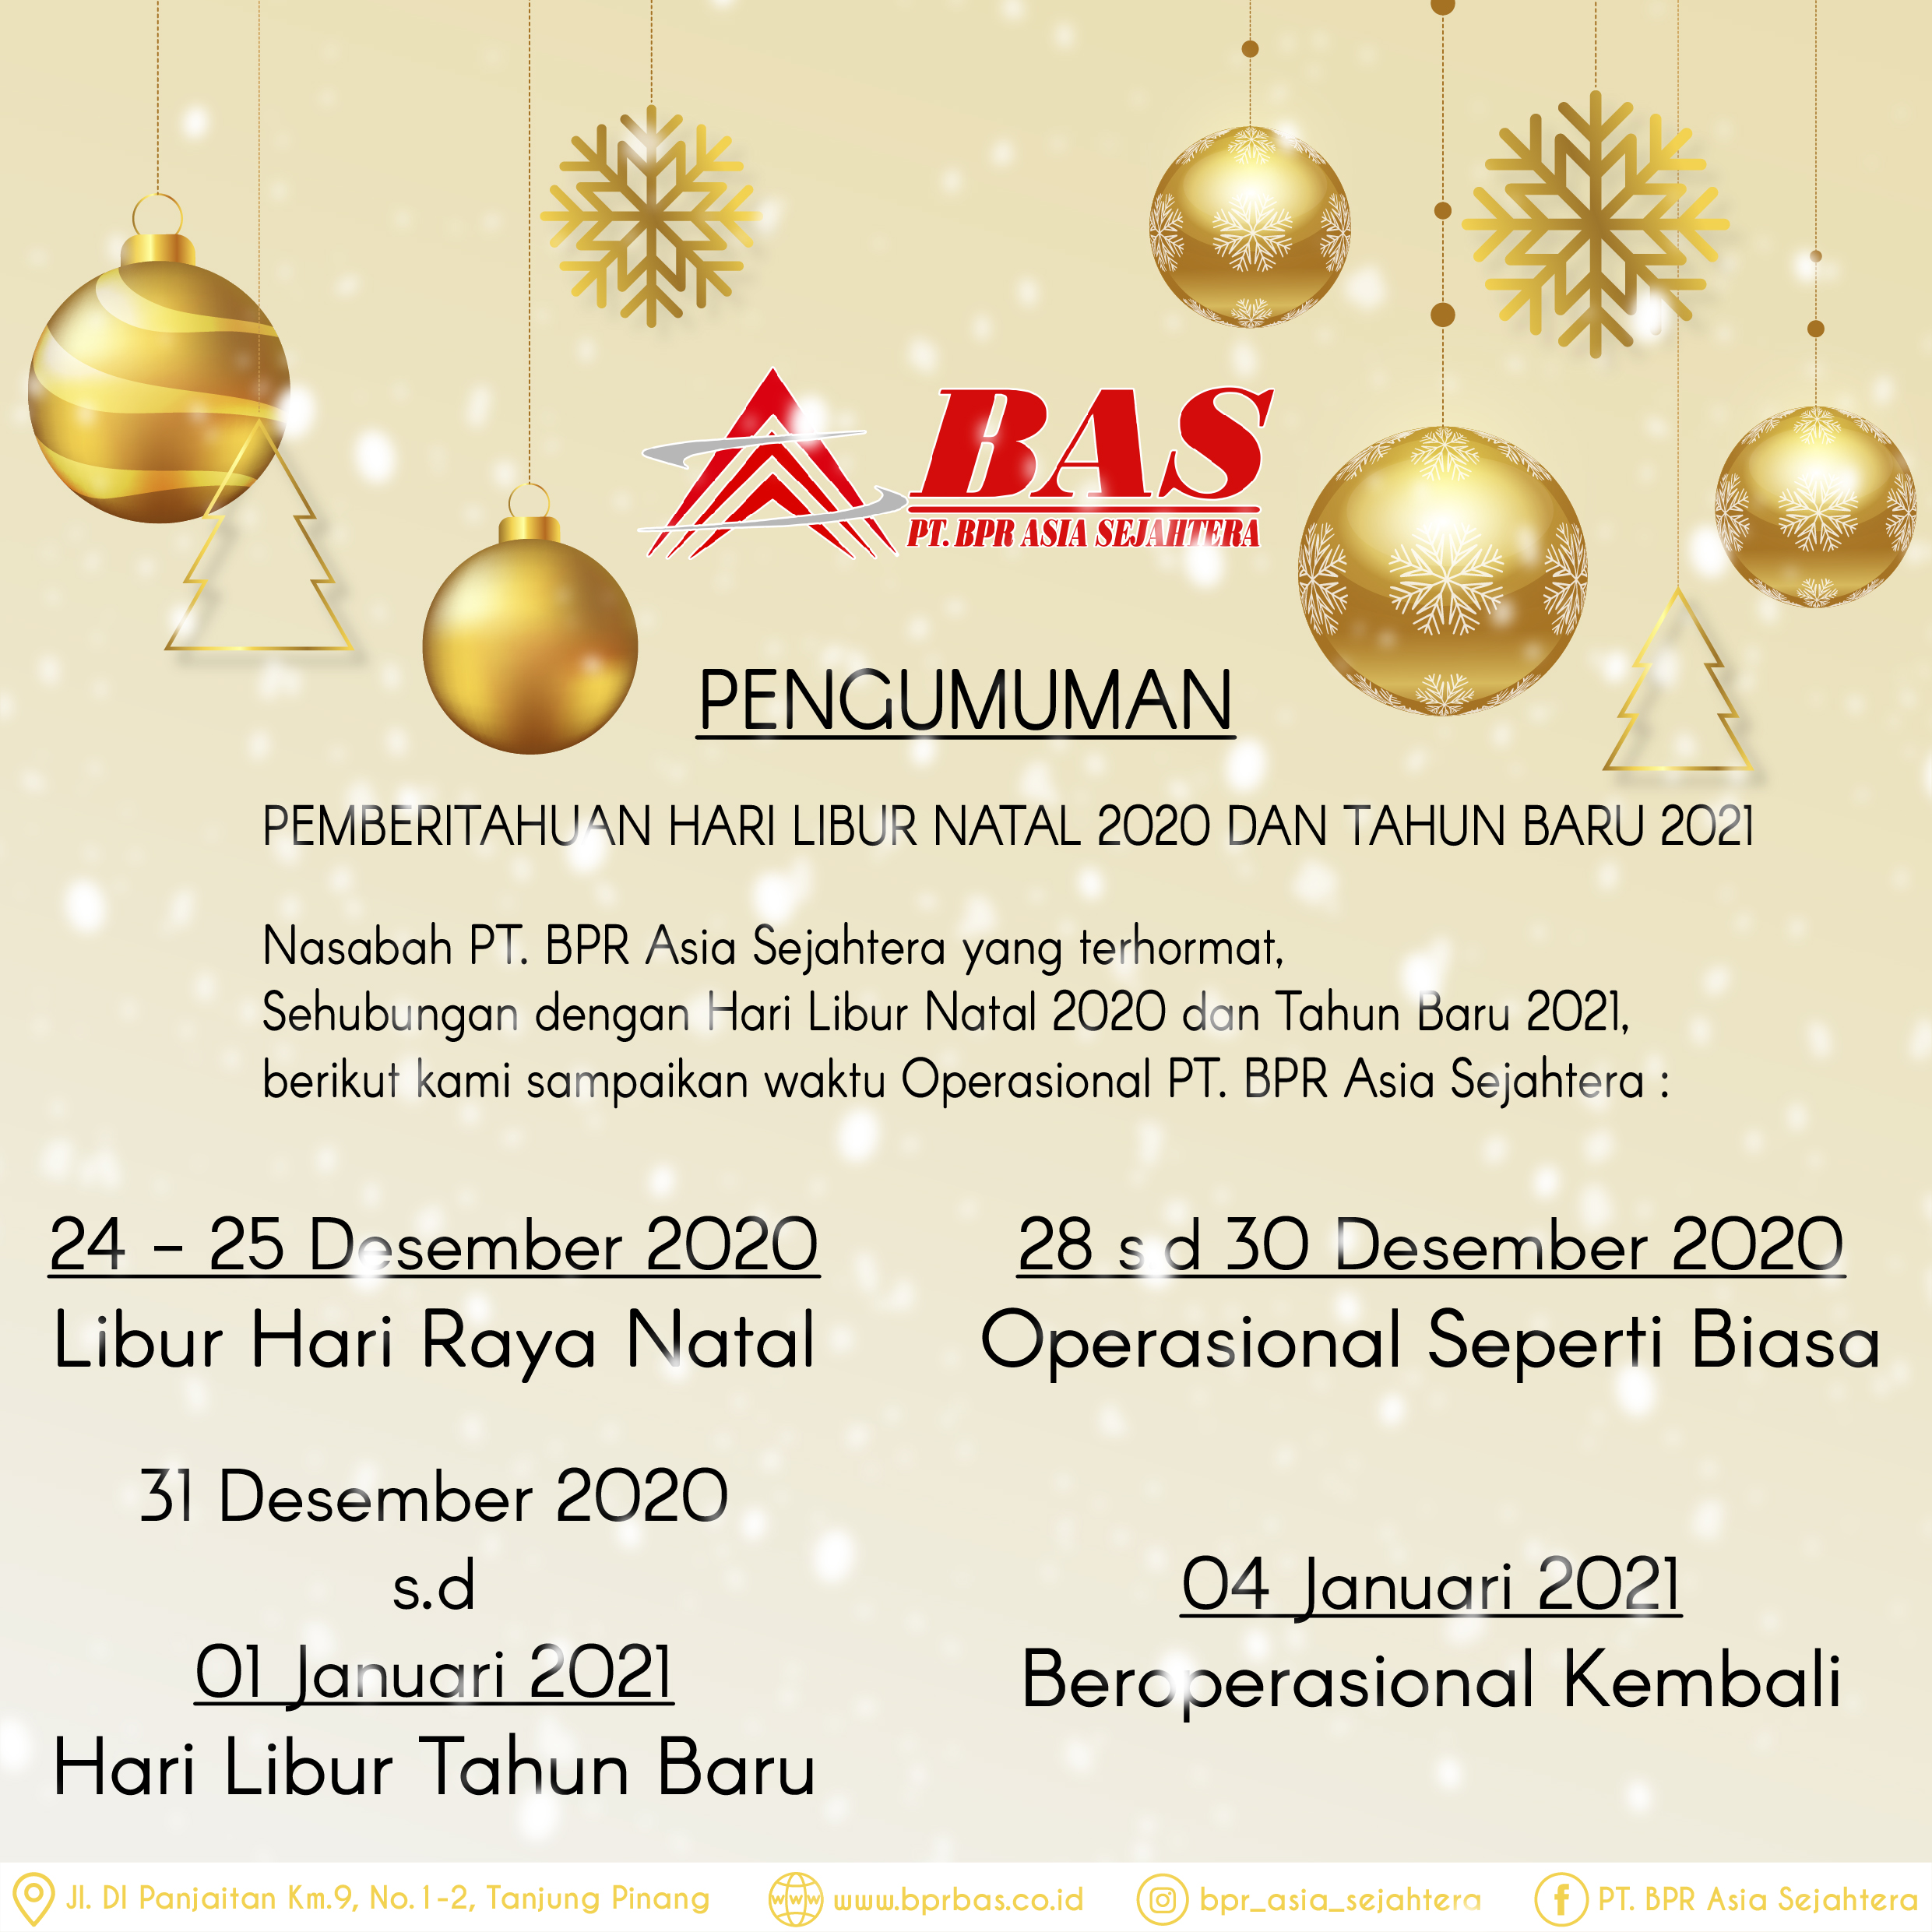 BAS
PT. BPR ASIA SEJAHTERA
PENGUMUMAN
PEMBERITAHUAN HARI LIBUR NATAL 2020 DAN TAHUN BARU 2021
Nasabah PT. BPR Asia Sejahtera yang terhormat,
Sehubungan dengan Hari Libur Natal 2020 dan Tahun Baru 2021,
berikut kami sampaikan waktu Operasional PT. BPR Asia Sejahtera :
24 - 25 Desember 2020
Libur Hari Raya Natal
28 s.d 30 Desember 2020
Operasional Seperti Biasa
31 Desember 2020
s.d
01 Januari 2021
Hari Libur Tahun Baru
04 Januari 2021
Beroperasional Kembali
Jl. DI Panjaitan Km.9, No.1-2, Tanjung Pinang
www
www.bprbas.co.id
bpr_asia_sejahtera
f
PT. BPR Asia Sejahtera